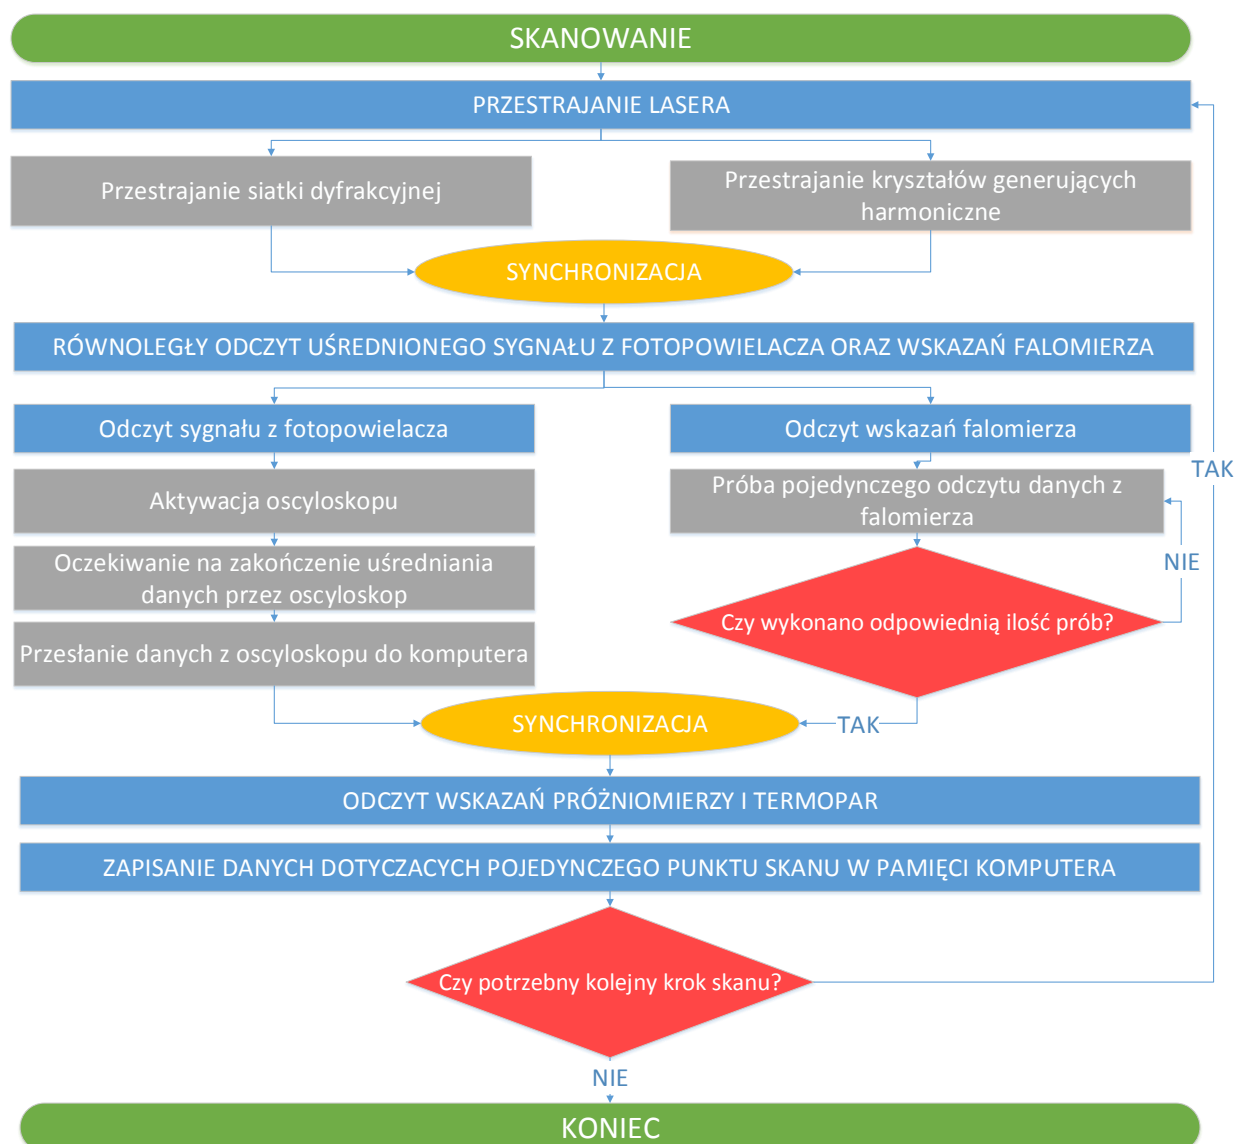 SKANOWANIE
PRZESTRAJANIE LASERA
Przestrajanie siatki dyfrakcyjnej
Przestrajanie kryształów generujących
harmoniczne
SYNCHRONIZACJA
RÓWNOLEGŁY ODCZYT UŚREDNIONEGO SYGNAŁU Z FOTOPOWIELACZA ORAZ WSKAZAŃ FALOMIERZA
Odczyt sygnału z fotopowielacza
Odczyt wskazań falomierza
TAK
Aktywacja oscyloskopu
Próba pojedynczego odczytu danych z
falomierza
NIE
Oczekiwanie na zakończenie uśredniania
danych przez oscyloskop
Czy wykonano odpowiednią ilość prób?
Przesłanie danych z oscyloskopu do komputera
SYNCHRONIZACJA
TAK
ODCZYT WSKAZAŃ PRÓŻNIOMIERZY I TERMOPAR
ZAPISANIE DANYCH DOTYCZACYCH POJEDYNCZEGO PUNKTU SKANU W PAMIĘCI KOMPUTERA
Czy potrzebny kolejny krok skanu?
NIE
KONIEC